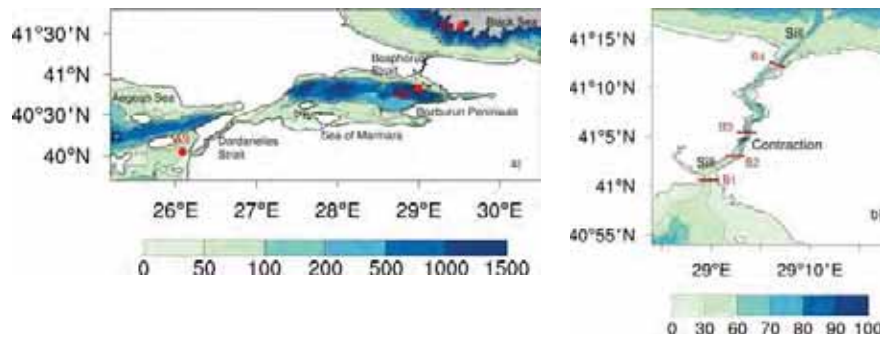 41°30'N
41°N
40°30'N
40°N
Black Sea
Bosphorus
Strait
Aegean Sea
Bozburun Peninsula
Sea of Marmara
Dardanelles
Strait
a)
26°E 27°E 28°E 29°E 30°E
0 50 100 200 500 1000 1500
41°15'N
41°10'N
41°5'N
41°N
40°55'N
Sill
B4
B3
Contraction
Sill
B2
B1
b)
29°E 29°10'E
0 30 60 70 80 90 100